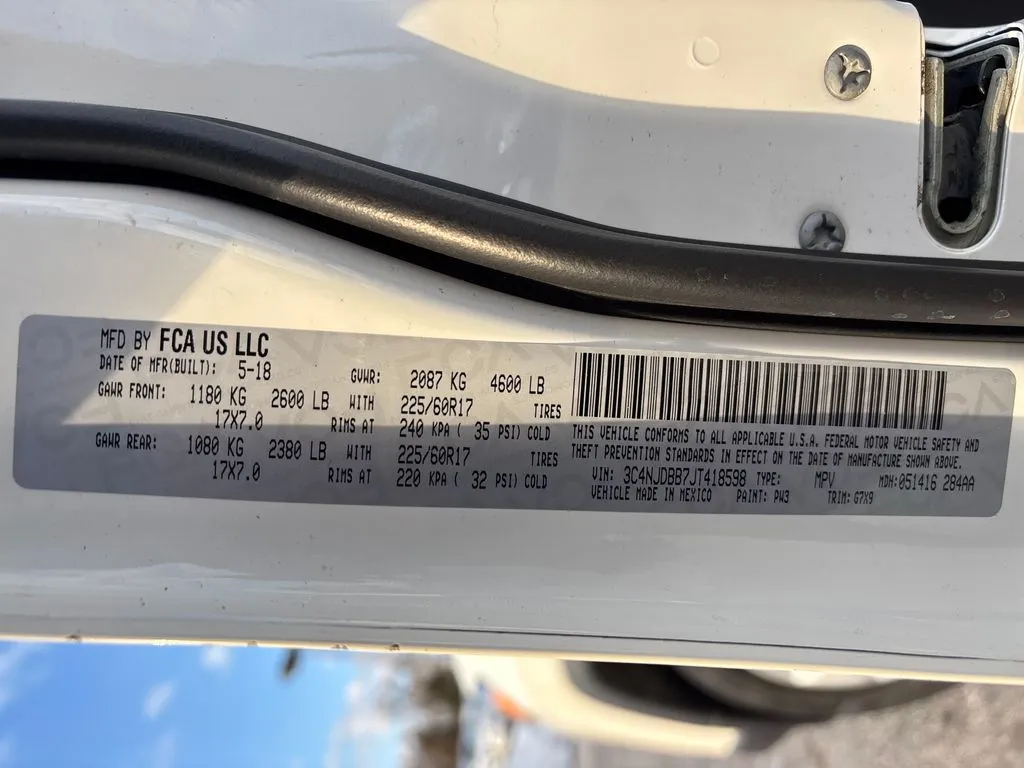 MFD BY FCA US LLC
DATE OF MFR(BUILT): 5-18 GVWR: 2087 KG 4600 LB
GAWR FRONT: 1180 KG 2600 LB WITH 225/60R17 TIRES
17X7.0 RIMS AT 240 KPA ( 35 PSI) COLD
GAWR REAR: 1080 KG 2380 LB WITH 225/60R17 TIRES
17X7.0 RIMS AT 220 KPA ( 32 PSI) COLD
THIS VEHICLE CONFORMS TO ALL APPLICABLE U.S.A. FEDERAL MOTOR VEHICLE SAFETY AND
THEFT PREVENTION STANDARDS IN EFFECT ON THE DATE OF MANUFACTURE SHOWN ABOVE.
VIN: 3C4NJDBB7JT418598 TYPE: MPV MDH:051416 284AA
VEHICLE MADE IN MEXICO PAINT: PW3 TRIM: G7X9